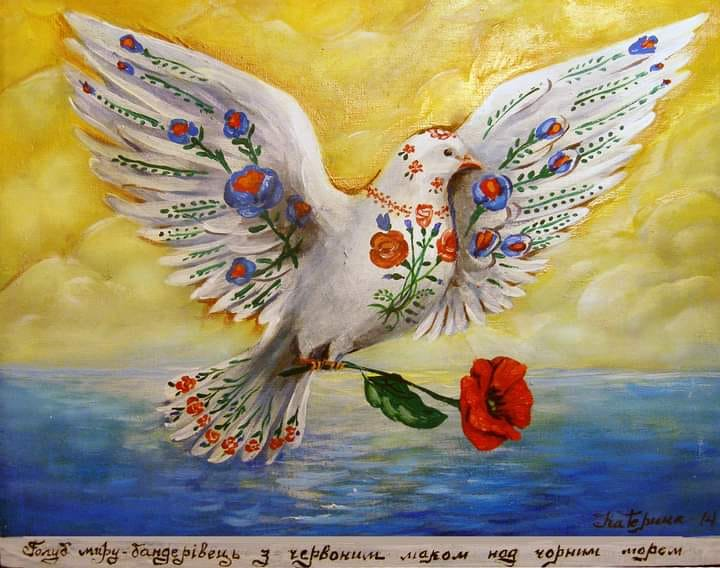 Катерина -14
Голуб миру-бандерівець з червоним маком над чорним морем